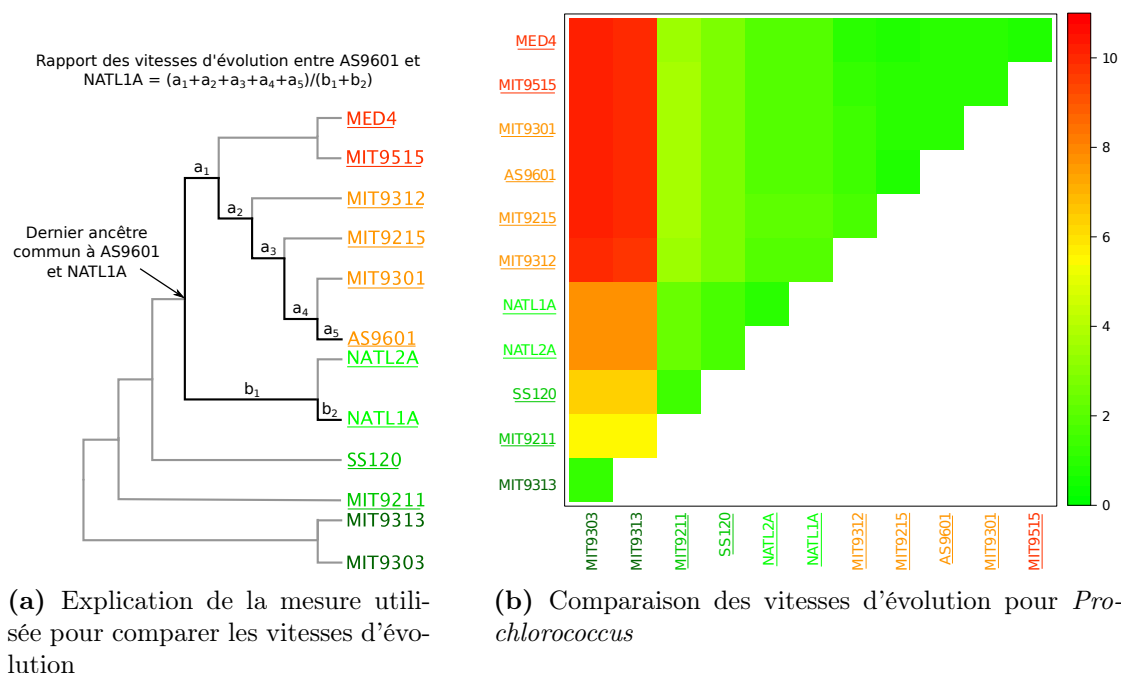 Rapport des vitesses d'évolution entre AS9601 et
NATL1A = (a1+a2+a3+a4+a5)/(b1+b2)
MED4
MIT9515
a1
MIT9312
a2
Dernier ancêtre
commun à AS9601
et NATL1A
MIT9215
a3
MIT9301
a4
a5
AS9601
NATL2A
b1
b2
NATL1A
SS120
MIT9211
MIT9313
MIT9303
(a) Explication de la mesure utili-
sée pour comparer les vitesses d'évo-
lution
MED4
MIT9515
MIT9301
AS9601
MIT9215
MIT9312
NATL1A
NATL2A
SS120
MIT9211
MIT9313
MIT9303
MIT9313
MIT9211
SS120
NATL2A
NATL1A
MIT9312
MIT9215
AS9601
MIT9301
MIT9515
10
8
6
4
2
0
(b) Comparaison des vitesses d'évolution pour Pro-
chlorococcus